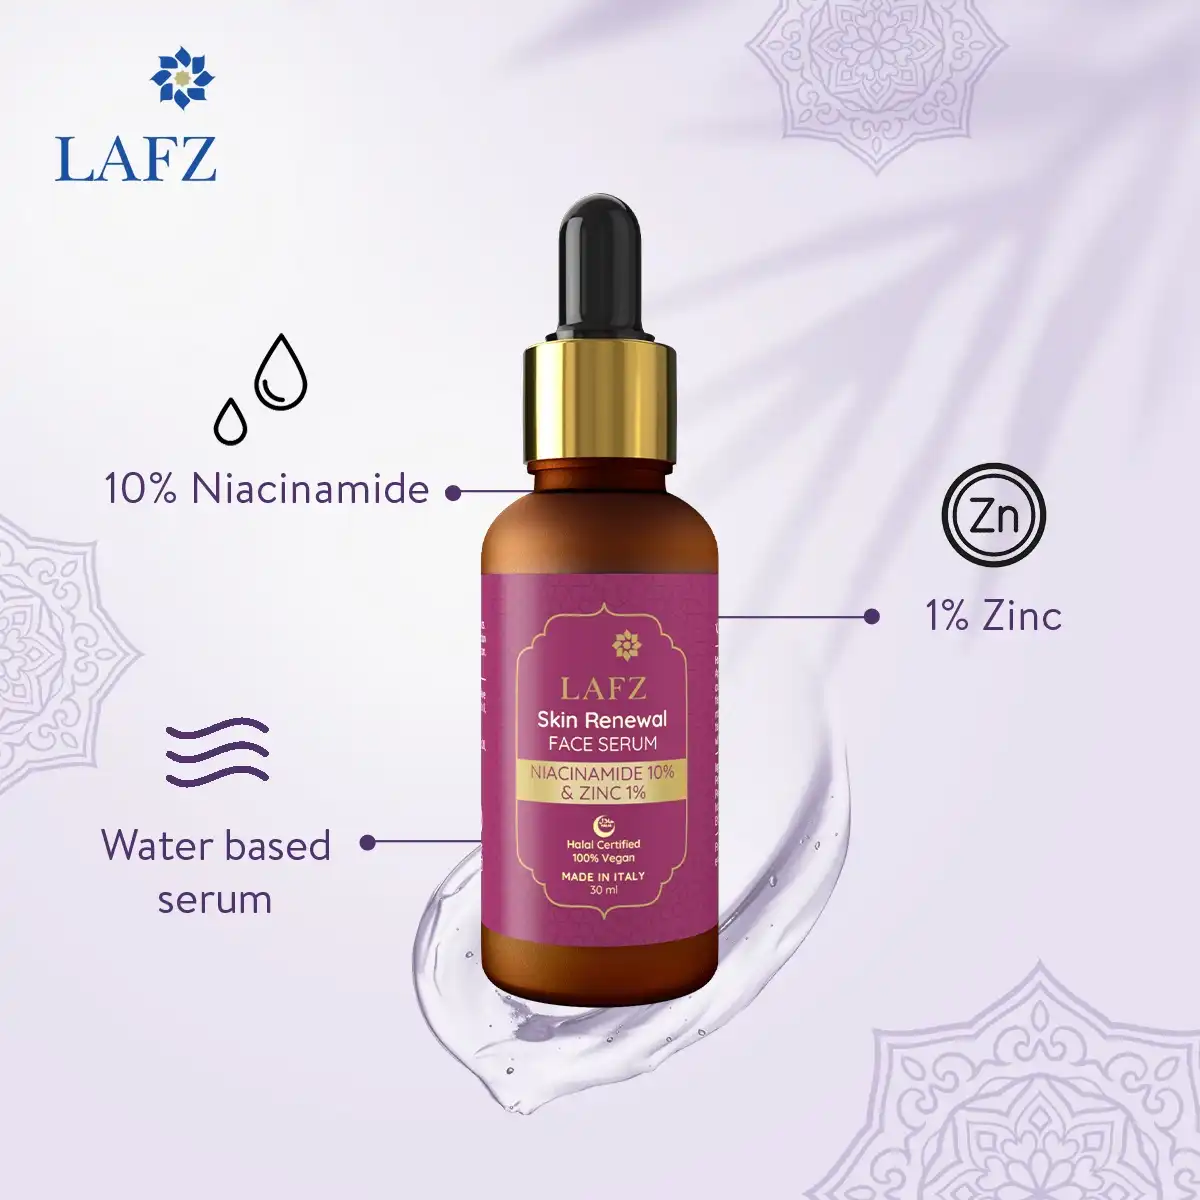 LAFZ
10% Niacinamide
Zn
1% Zinc
Water based
serum
LAFZ
Skin Renewal
FACE SERUM
NIACINAMIDE 10%
& ZINC 1%
Halal Certified
100% Vegan
MADE IN ITALY
30 ml